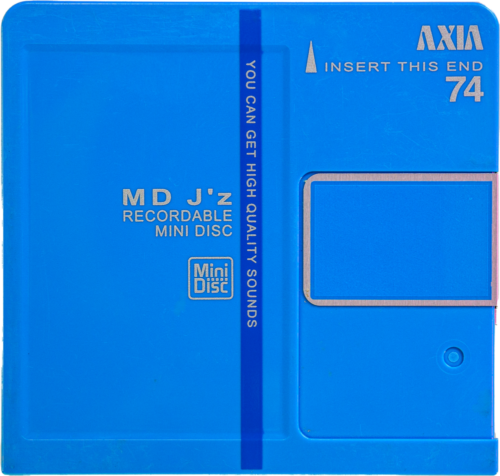 AXIA
INSERT THIS END
74
YOU CAN GET HIGH QUALITY SOUNDS
MD J'z
RECORDABLE
MINI DISC
Mini
Disc